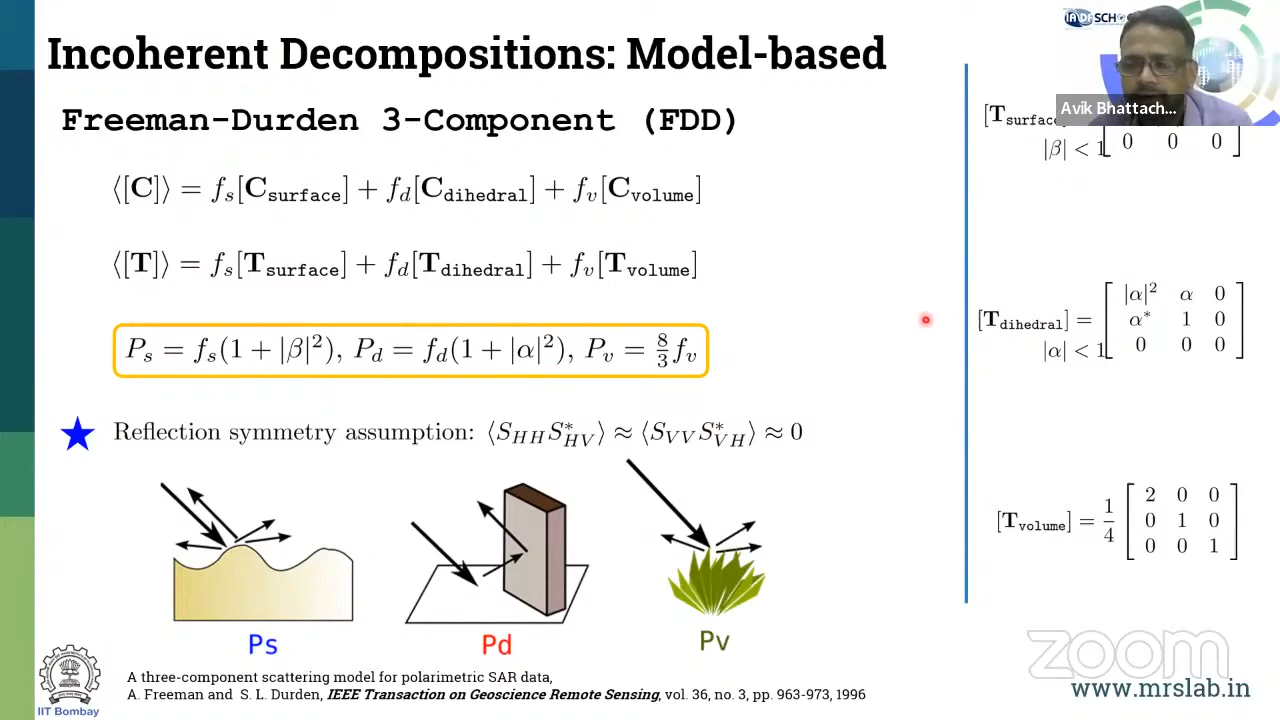 Incoherent Decompositions: Model-based
Freeman-Durden 3-Component (FDD)
⟨[C]⟩ = f_s[C_surface] + f_d[C_dihedral] + f_v[C_volume]
⟨[T]⟩ = f_s[T_surface] + f_d[T_dihedral] + f_v[T_volume]
P_s = f_s(1 + |β|²), P_d = f_d(1 + |α|²), P_v = 8/3 f_v
Reflection symmetry assumption: ⟨S_HH S*_HV⟩ ≈ ⟨S_VV S*_VH⟩ ≈ 0
Ps
Pd
Pv
A three-component scattering model for polarimetric SAR data,
A. Freeman and S. L. Durden, IEEE Transaction on Geoscience Remote Sensing, vol. 36, no. 3, pp. 963-973, 1996
IIT Bombay
SCHOO
Avik Bhattach...
[T_surfac
|β| < 1
0 0 0
[T_dihedral] =
|α| < 1
|α|² α 0
α* 1 0
0 0 0
[T_volume] = 1/4
2 0 0
0 1 0
0 0 1
zoom
www.mrslab.in